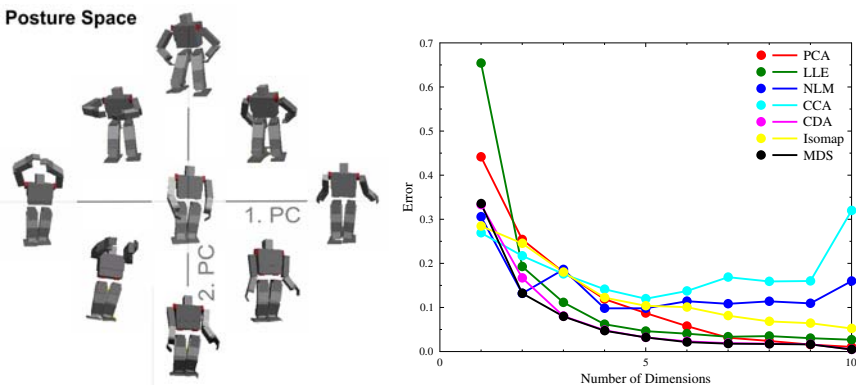 Posture Space
1. PC
2. PC
0.7
0.6
0.5
0.4
0.3
0.2
0.1
0.0
Error
0
5
10
Number of Dimensions
PCA
LLE
NLM
CCA
CDA
Isomap
MDS